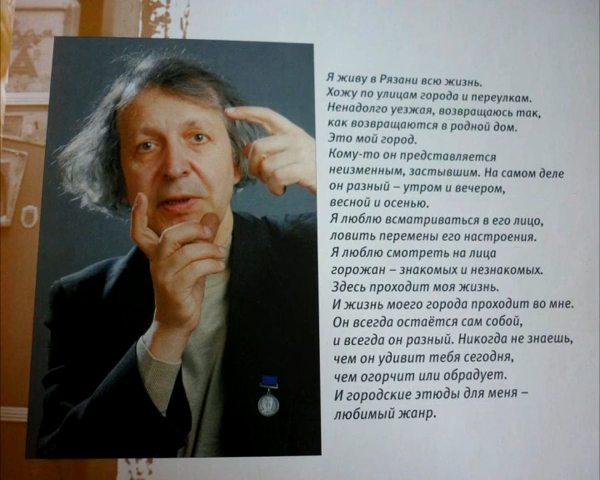 Я живу в Рязани всю жизнь.
Хожу по улицам города и переулкам.
Ненадолго уезжая, возвращаюсь так,
как возвращаются в родной дом.
Это мой город.
Кому-то он представляется
неизменным, застывшим. На самом деле
он разный – утром и вечером,
весной и осенью.
Я люблю всматриваться в его лицо,
ловить перемены его настроения.
Я люблю смотреть на лица
горожан – знакомых и незнакомых.
Здесь проходит моя жизнь.
И жизнь моего города проходит во мне.
Он всегда остаётся сам собой,
и всегда он разный. Никогда не знаешь,
чем он удивит тебя сегодня,
чем огорчит или обрадует.
И городские этюды для меня –
любимый жанр.